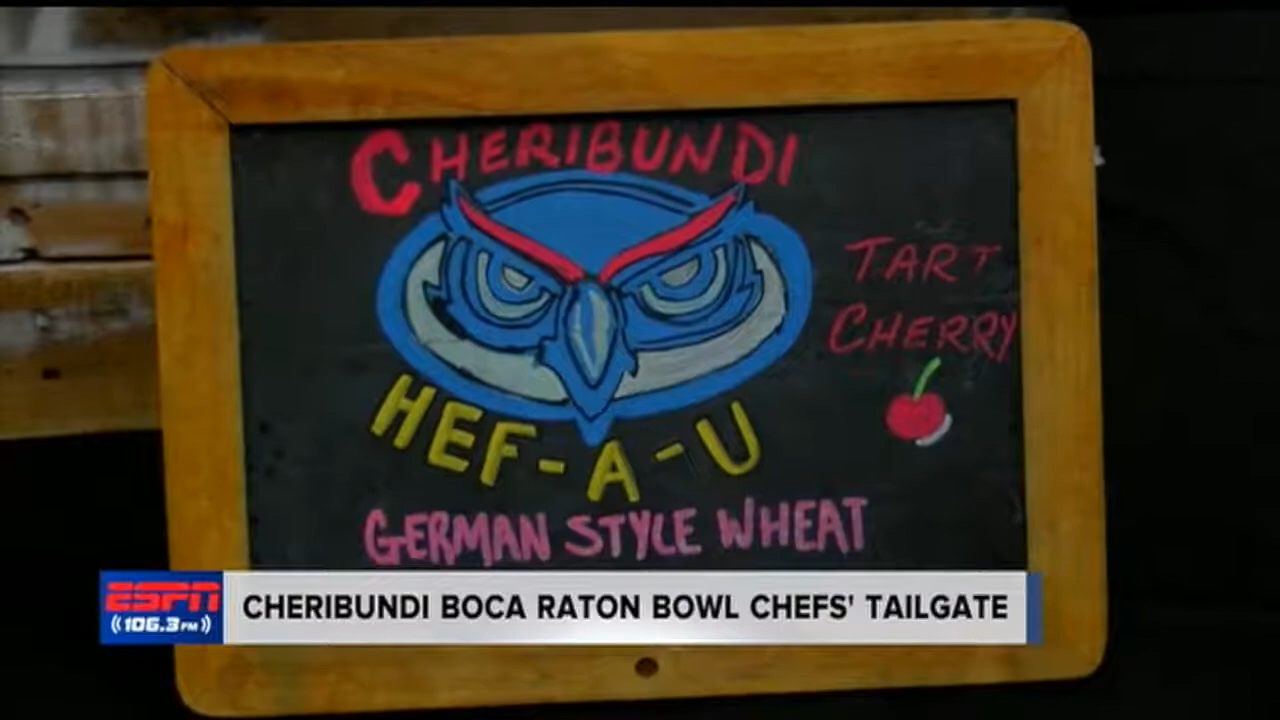 CHERIBUNDI
TART
CHERRY
HEF-A-U
GERMAN STYLE WHEAT
ESPN
106.3 FM
CHERIBUNDI BOCA RATON BOWL CHEFS' TAILGATE